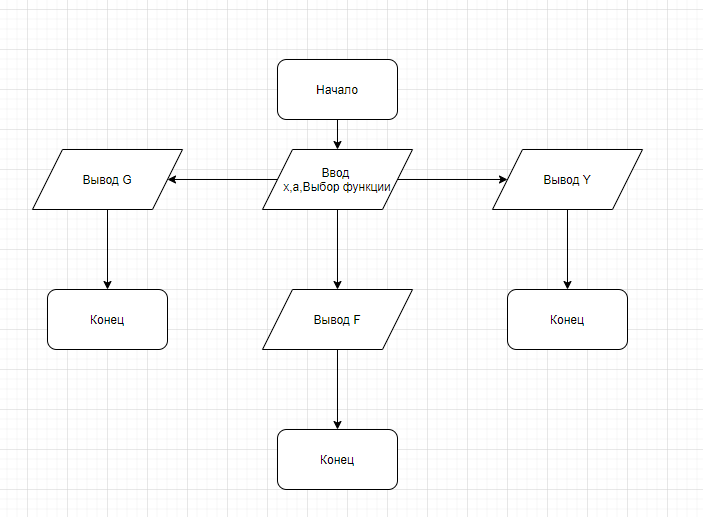 Начало
Вывод G
Ввод
x,a,Выбор функции
Вывод Y
Конец
Вывод F
Конец
Конец